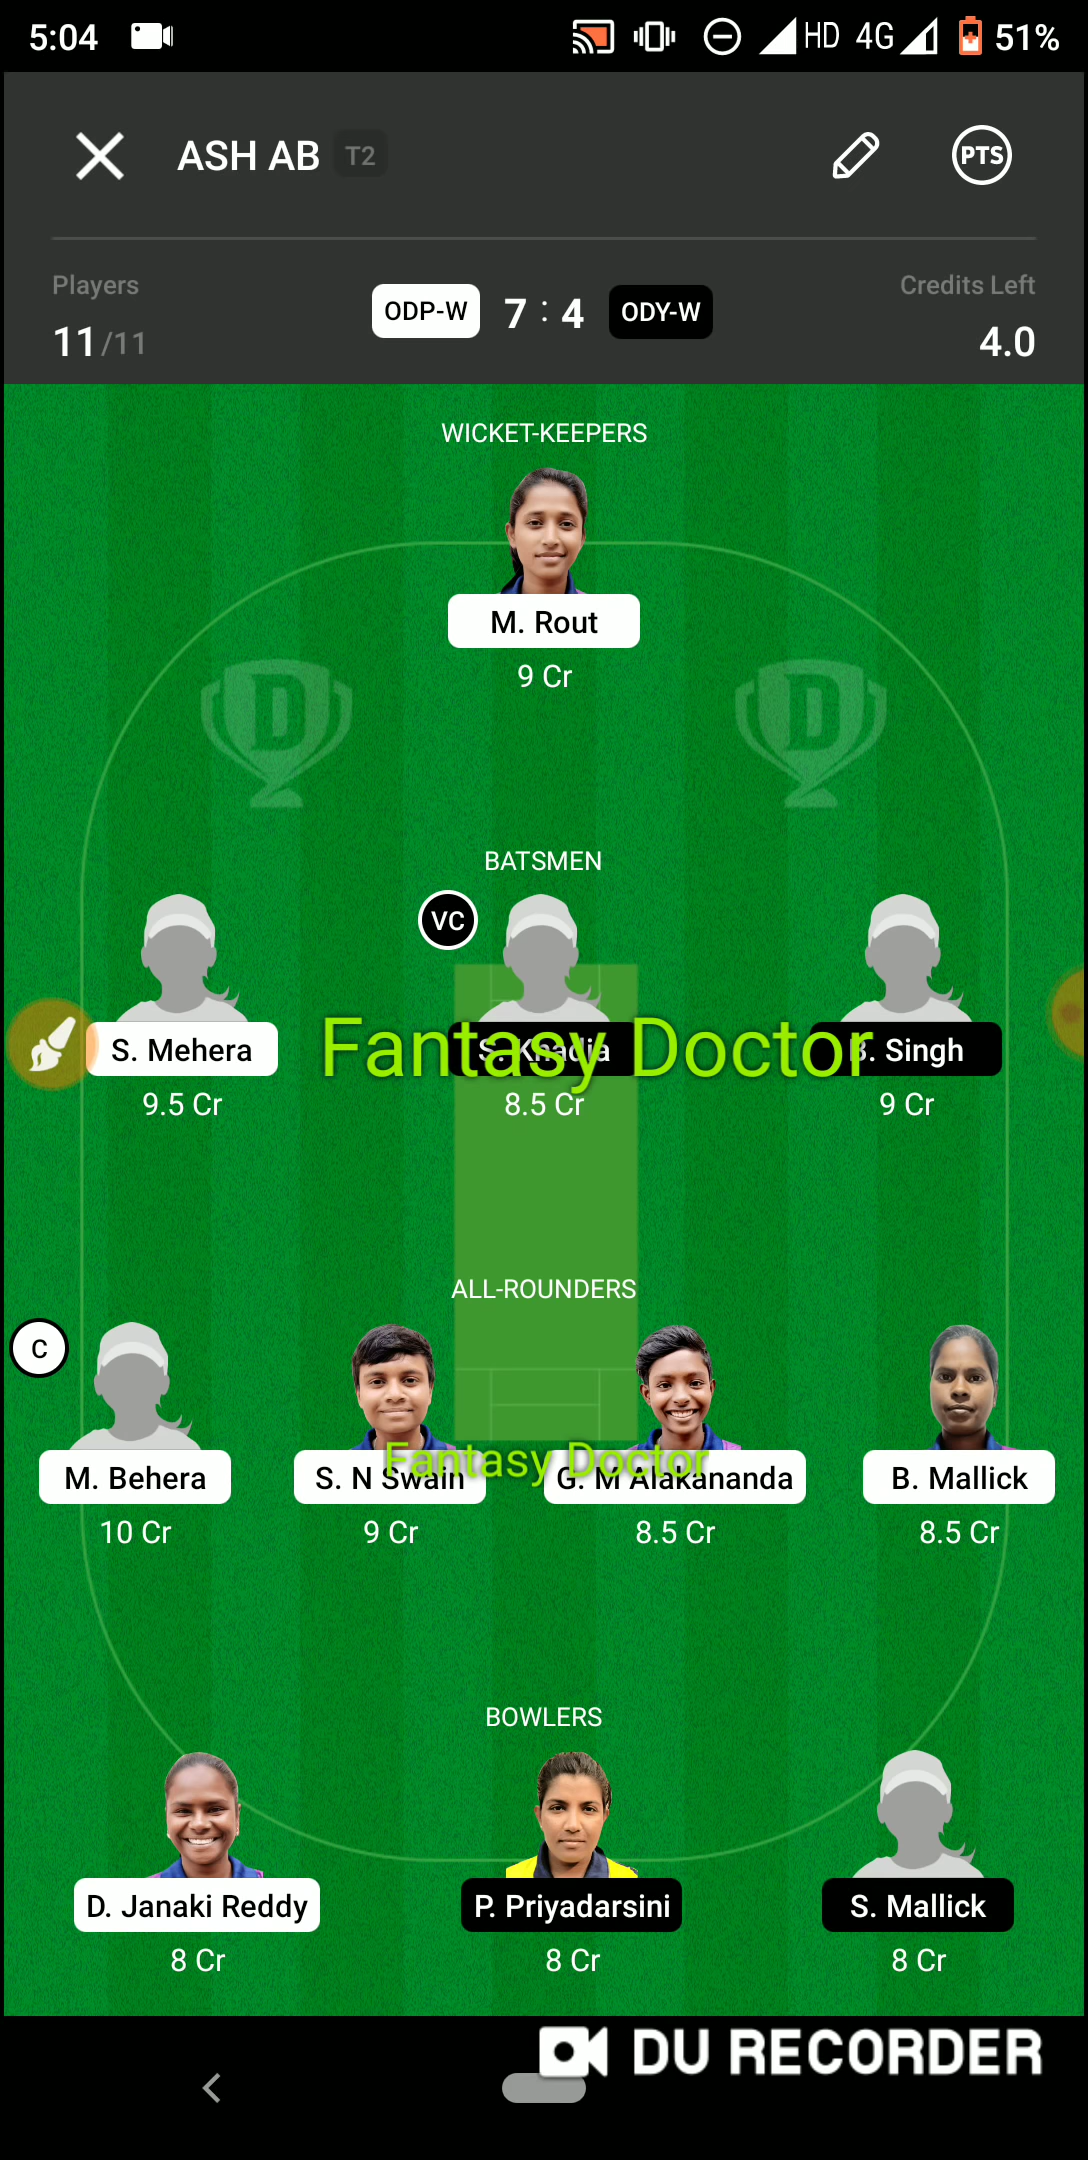 5:04 HD 4G 51%
ASH AB T2 PTS
Players Credits Left
ODP-W 7 : 4 ODY-W
11/11 4.0
WICKET-KEEPERS
M. Rout
9 Cr
BATSMEN
VC
S. Mehera S. Khadia B. Singh
Fantasy Doctor
9.5 Cr 8.5 Cr 9 Cr
ALL-ROUNDERS
C
M. Behera S. N Swain G. M Alakananda B. Mallick
Fantasy Doctor
10 Cr 9 Cr 8.5 Cr 8.5 Cr
BOWLERS
D. Janaki Reddy P. Priyadarsini S. Mallick
8 Cr 8 Cr 8 Cr
DU RECORDER